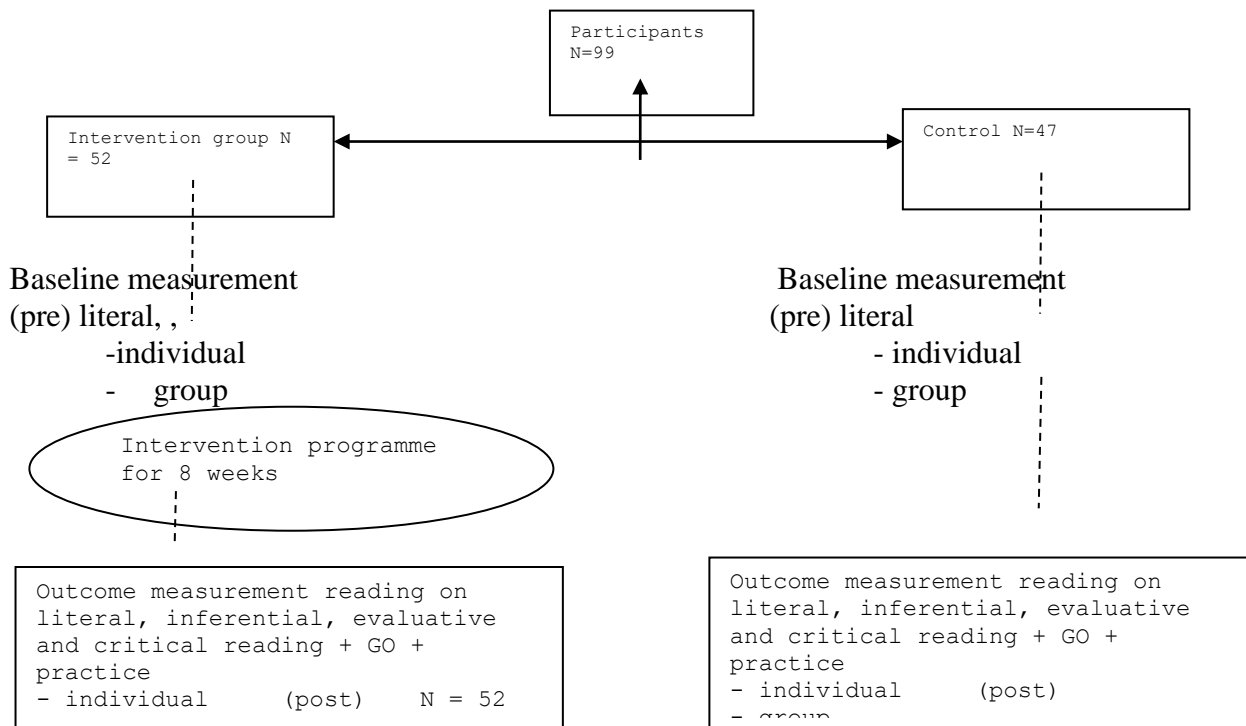 Participants
N=99
Intervention group N
= 52
Control N=47
Baseline measurement
(pre) literal, ,
-individual
- group
Baseline measurement
(pre) literal
- individual
- group
Intervention programme
for 8 weeks
Outcome measurement reading on
literal, inferential, evaluative
and critical reading + GO +
practice
- individual (post) N = 52
Outcome measurement reading on
literal, inferential, evaluative
and critical reading + GO +
practice
- individual (post)
- group